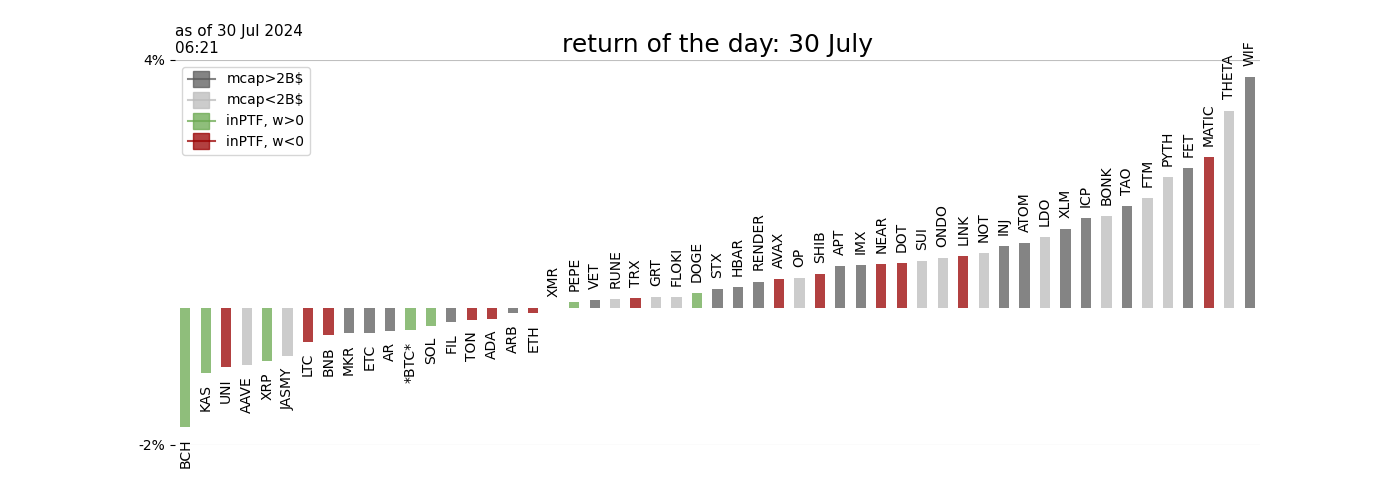 as of 30 Jul 2024
06:21
return of the day: 30 July
4%
mcap>2B$
mcap<2B$
inPTF, w>0
inPTF, w<0
-2%
BCH
KAS
UNI
AAVE
XRP
JASMY
LTC
BNB
MKR
ETC
AR
*BTC*
SOL
FIL
TON
ADA
ARB
ETH
XMR
PEPE
VET
RUNE
TRX
GRT
FLOKI
DOGE
STX
HBAR
RENDER
AVAX
OP
SHIB
APT
IMX
NEAR
DOT
SUI
ONDO
LINK
NOT
INJ
ATOM
LDO
XLM
ICP
BONK
TAO
FTM
PYTH
FET
MATIC
THETA
WIF